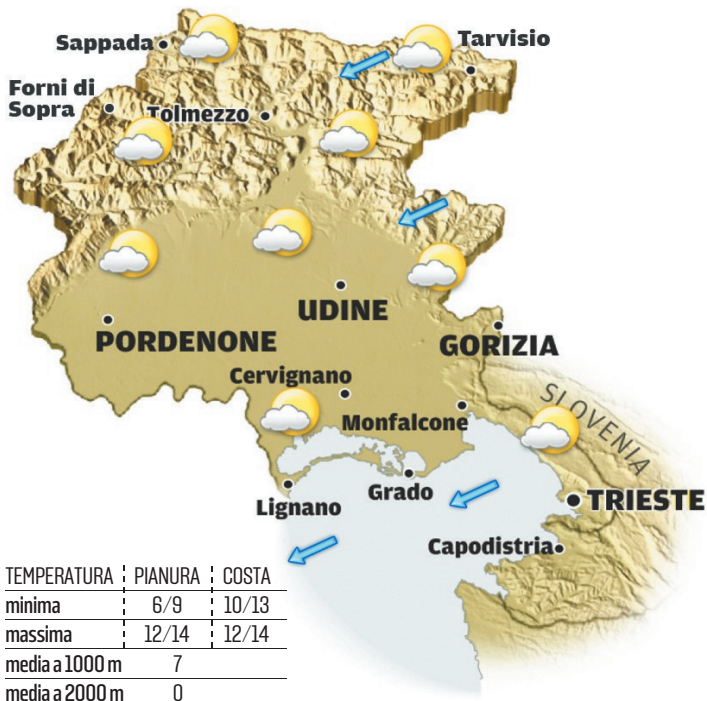 Sappada
Tarvisio
Forni di
Sopra
Tolmezzo
UDINE
PORDENONE
GORIZIA
Cervignano
SLOVENIA
Monfalcone
Grado
Lignano
TRIESTE
Capodistria
TEMPERATURA PIANURA COSTA
minima 6/9 10/13
massima 12/14 12/14
media a 1000 m 7
media a 2000 m 0